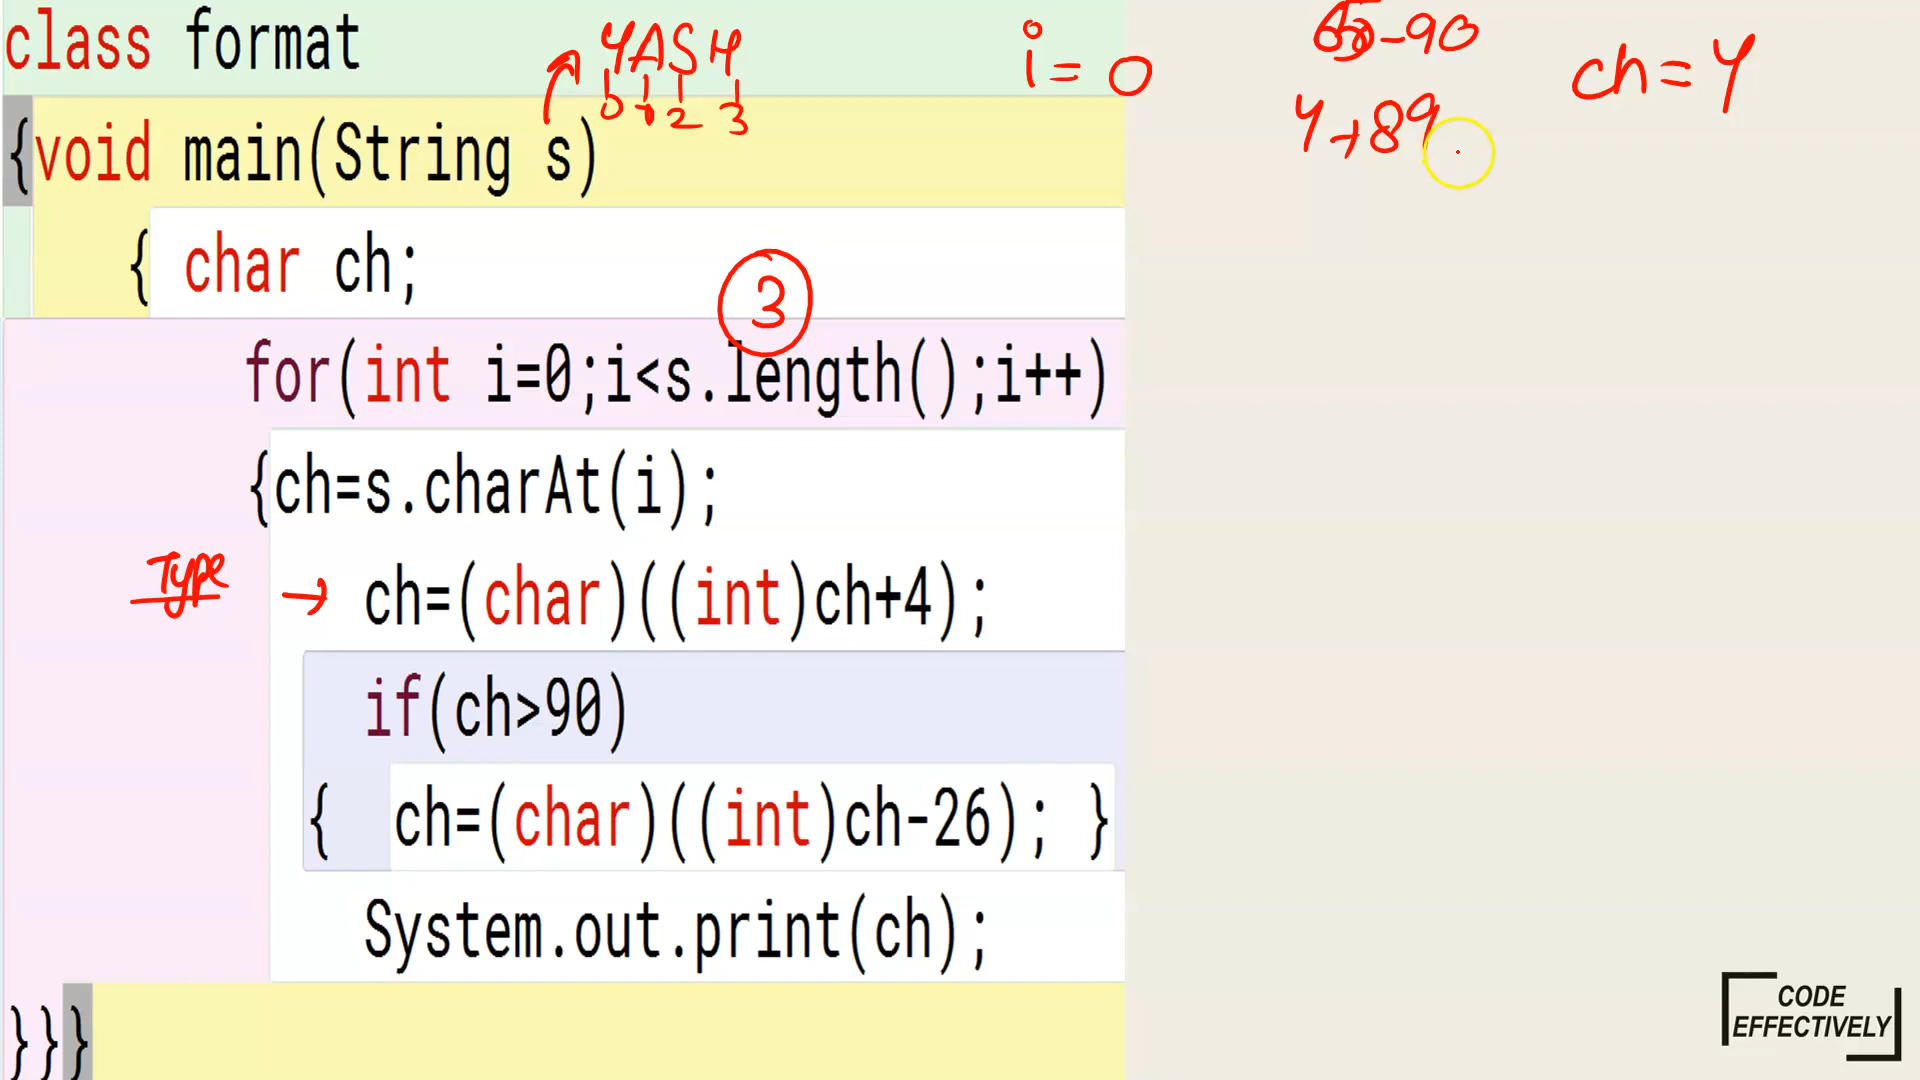 class format
YASH
0 1 2 3
i = 0
65-90
ch = Y
Y → 89
{void main(String s)
{ char ch;
3
for(int i=0;i<s.length();i++)
{ch=s.charAt(i);
Type → ch=(char)((int)ch+4);
if(ch>90)
{ ch=(char)((int)ch-26); }
System.out.print(ch);
}}}
CODE
EFFECTIVELY